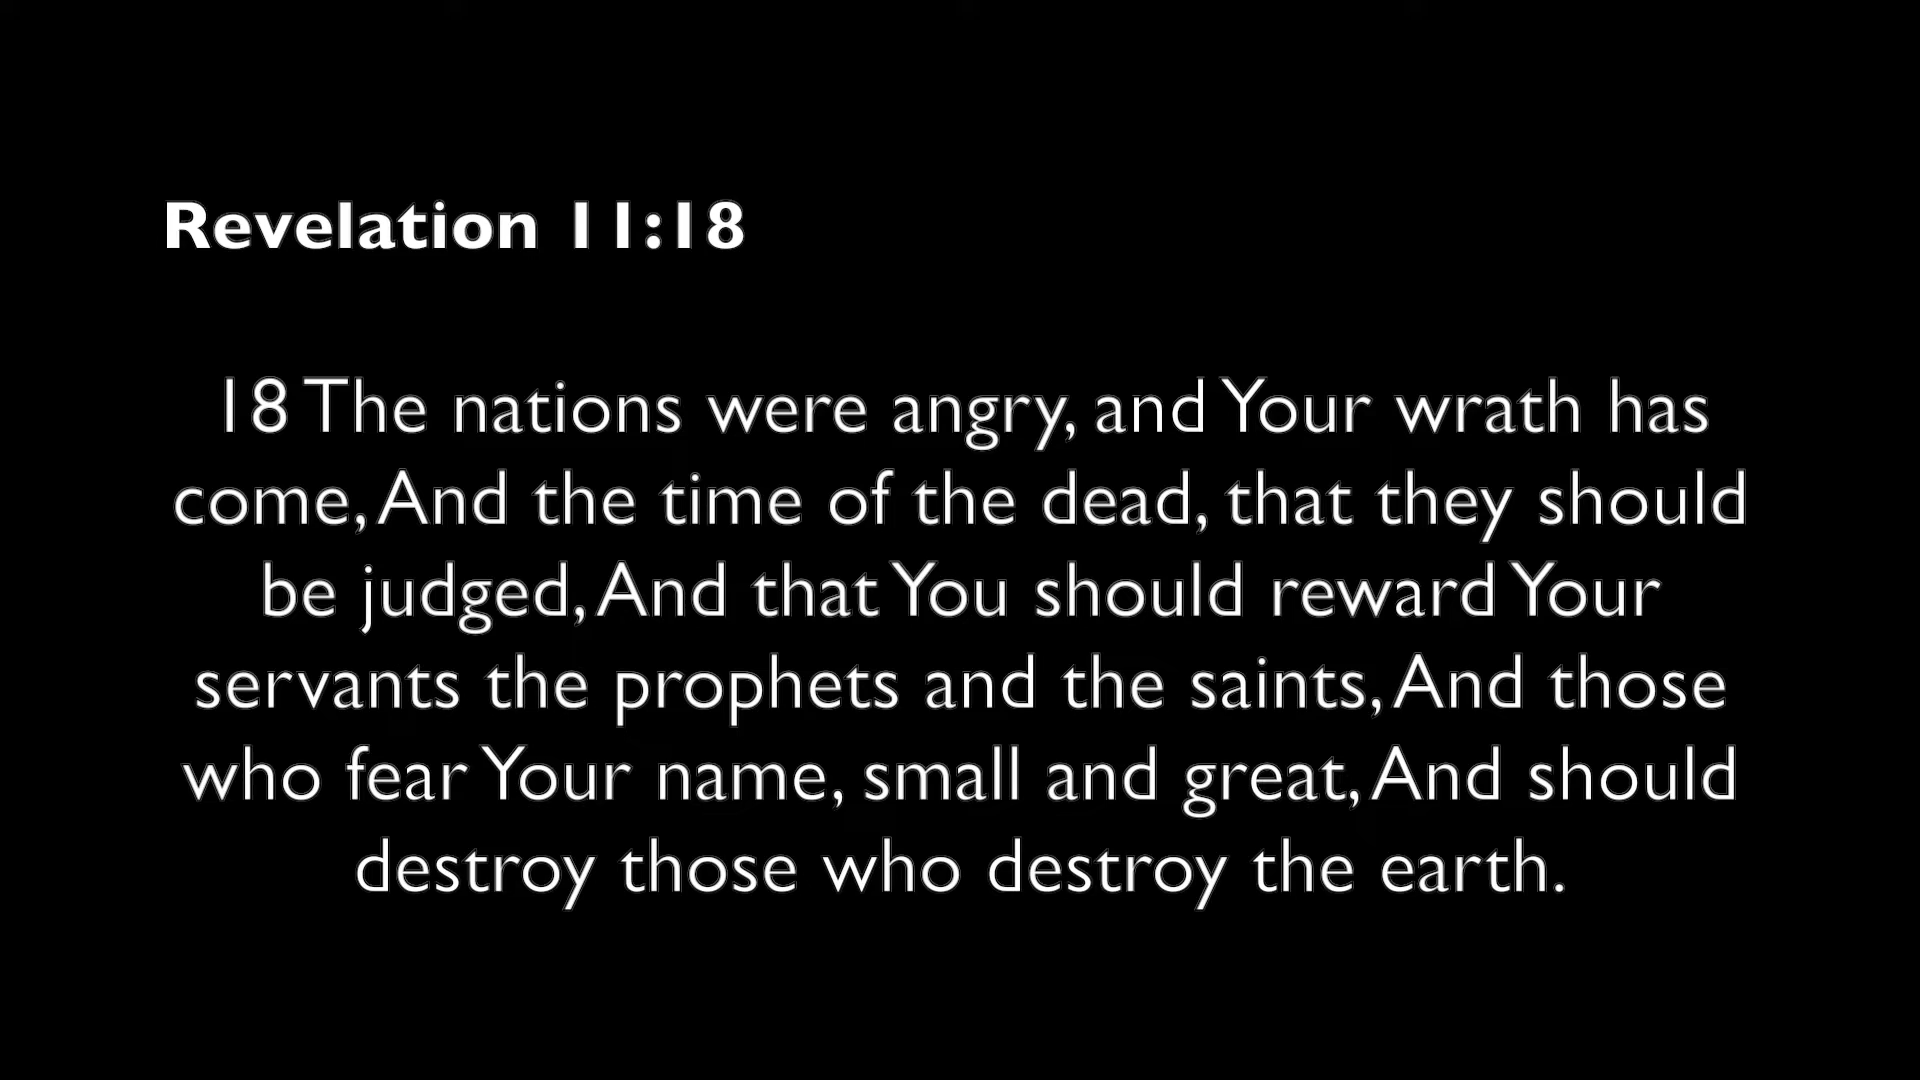 Revelation 11:18
18 The nations were angry, and Your wrath has
come, And the time of the dead, that they should
be judged, And that You should reward Your
servants the prophets and the saints, And those
who fear Your name, small and great, And should
destroy those who destroy the earth.